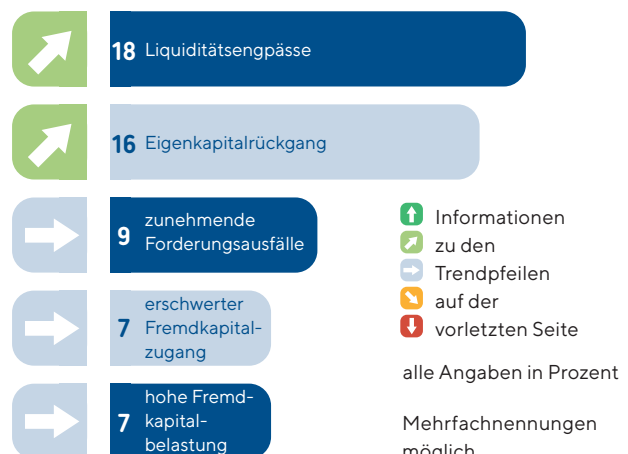 18 Liquiditätsengpässe
16 Eigenkapitalrückgang
9 zunehmende
Forderungsausfälle
7 erschwerter
Fremdkapital-
zugang
7 hohe Fremd-
kapital-
belastung
Informationen
zu den
Trendpfeilen
auf der
vorletzten Seite
alle Angaben in Prozent
Mehrfachnennungen
möglich